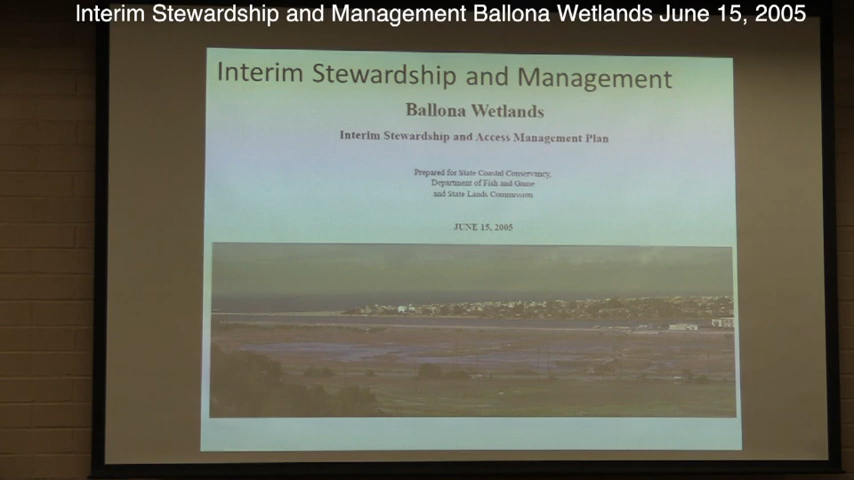 Interim Stewardship and Management Ballona Wetlands June 15, 2005
Interim Stewardship and Management
Ballona Wetlands
Interim Stewardship and Access Management Plan
Prepared for State Coastal Conservancy,
Department of Fish and Game
and State Lands Commission
JUNE 15, 2005